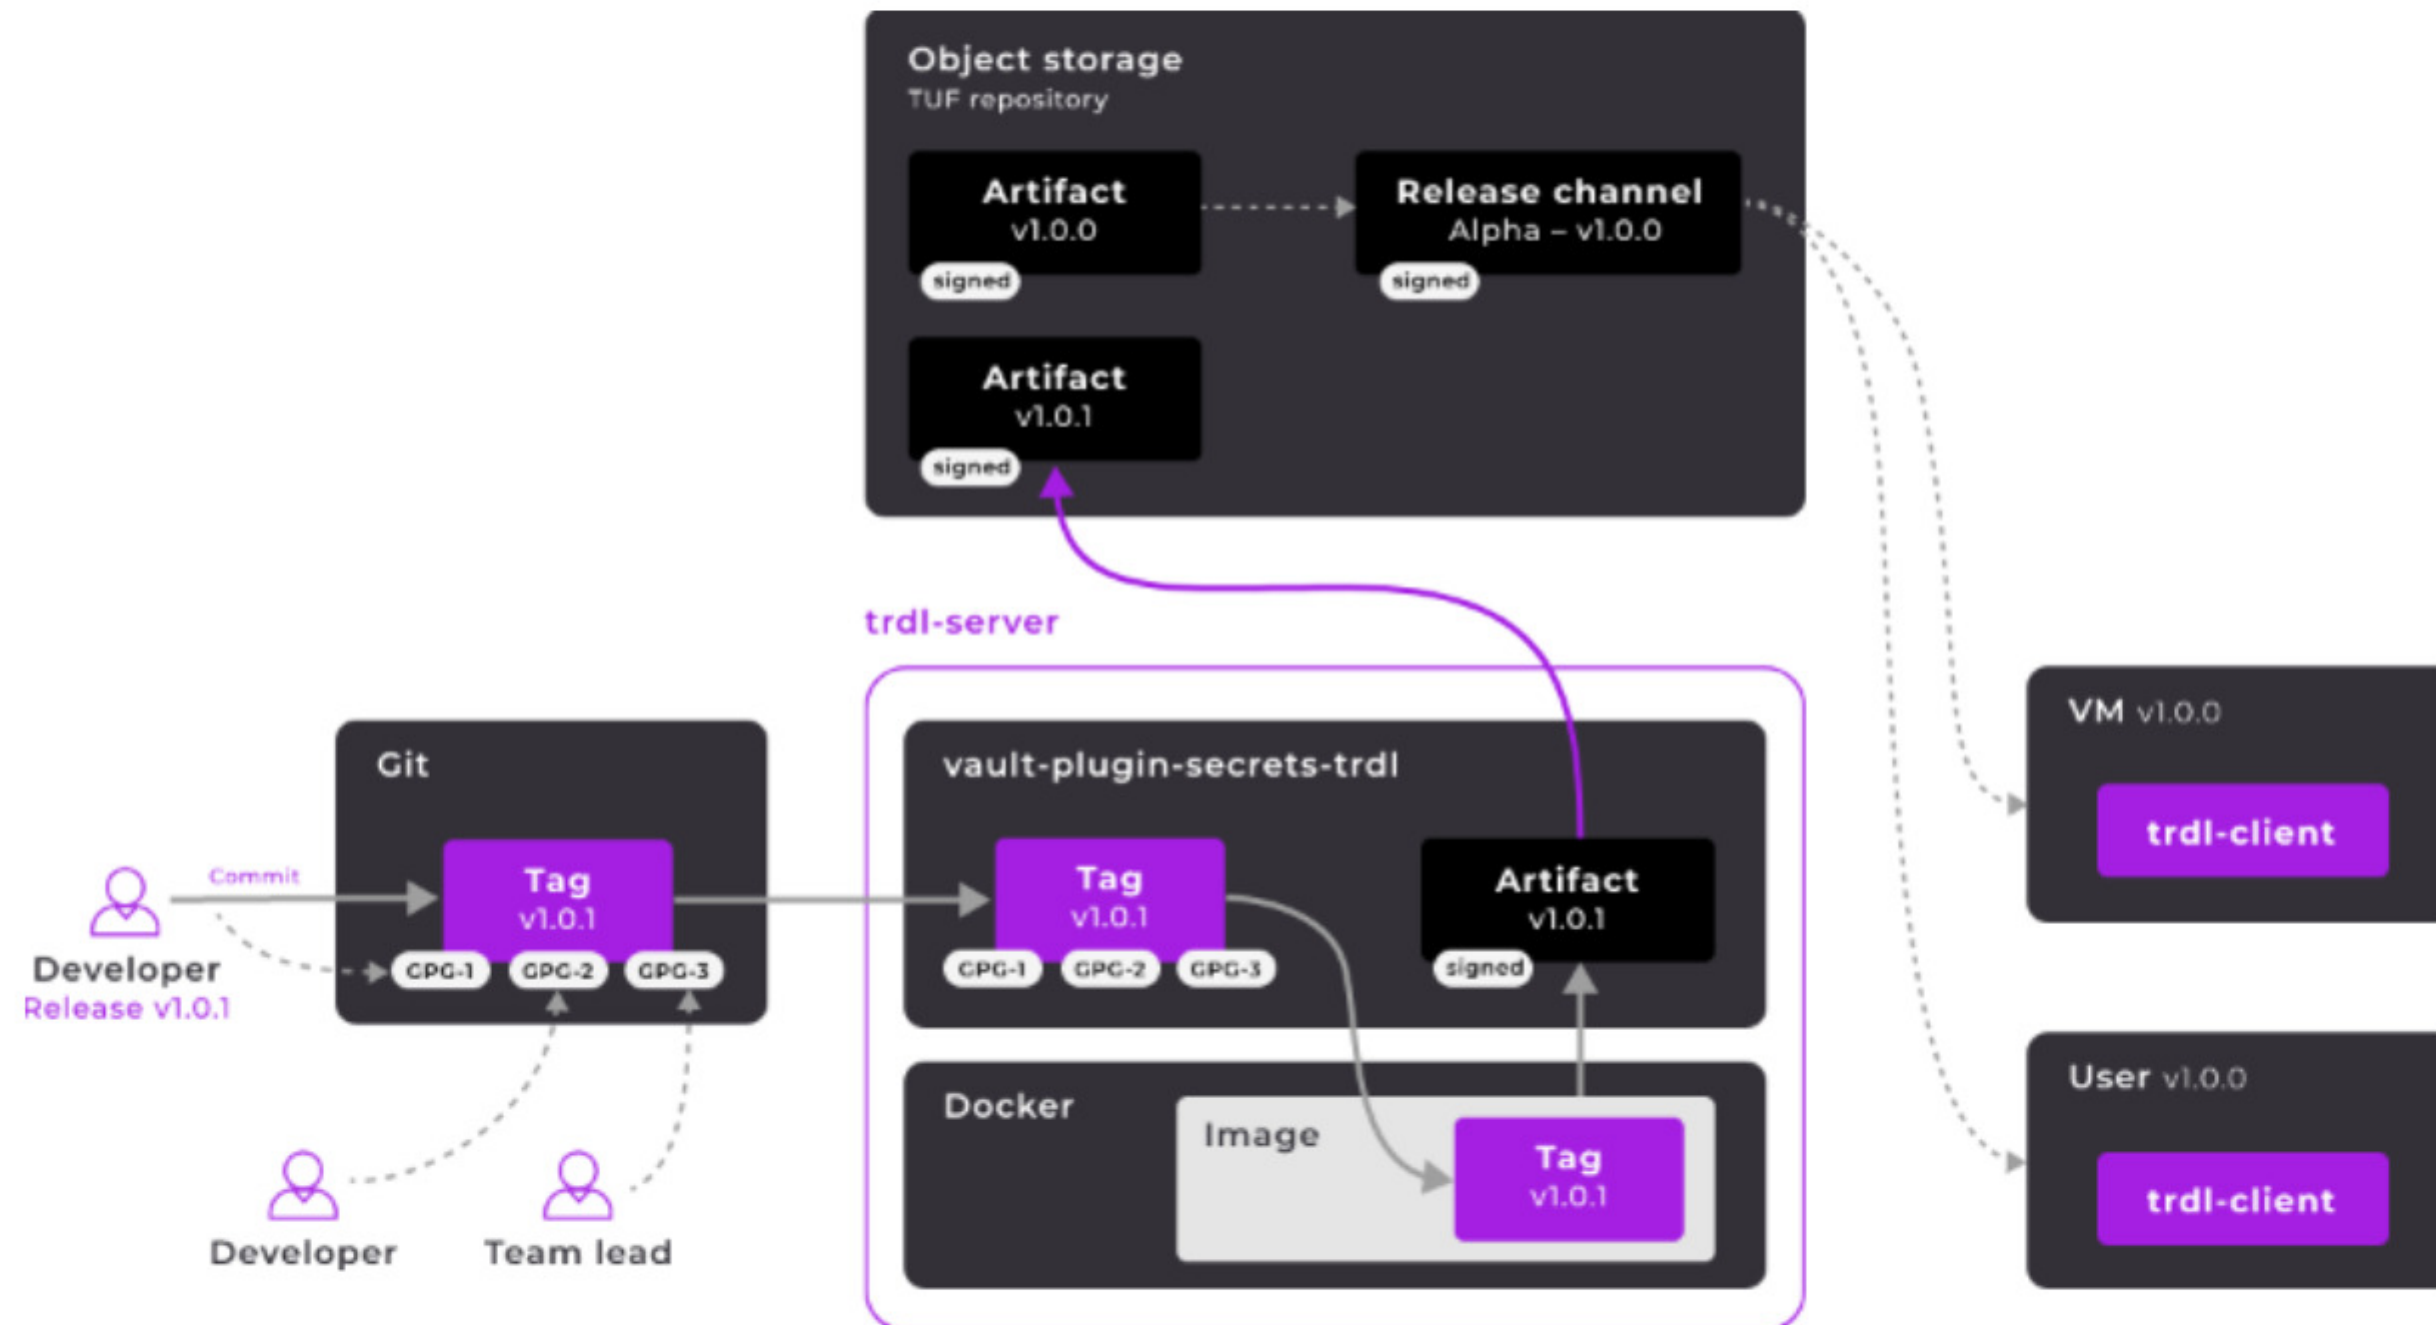 Object storage
TUF repository
Artifact
v1.0.0
signed
Release channel
Alpha – v1.0.0
signed
Artifact
v1.0.1
signed
trdl-server
Git
Commit
Tag
v1.0.1
GPG-1 GPG-2 GPG-3
Developer
Release v1.0.1
Developer
Team lead
vault-plugin-secrets-trdl
Tag
v1.0.1
GPG-1 GPG-2 GPG-3
Artifact
v1.0.1
signed
Docker
Image
Tag
v1.0.1
VM v1.0.0
trdl-client
User v1.0.0
trdl-client